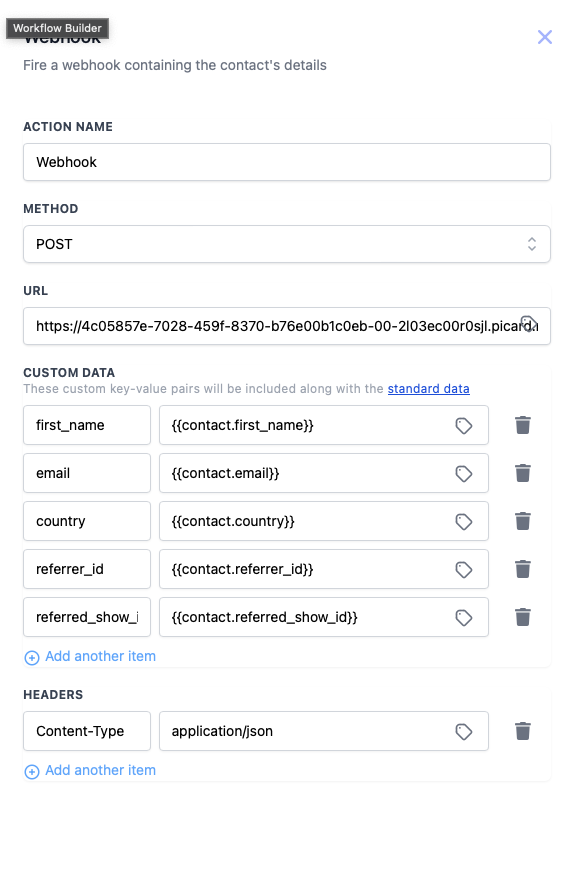 Workflow Builder
Webhook
Fire a webhook containing the contact's details
ACTION NAME
Webhook
METHOD
POST
URL
https://4c05857e-7028-459f-8370-b76e00b1c0eb-00-2l03ec00r0sjl.picard.r
CUSTOM DATA
These custom key-value pairs will be included along with the standard data
first_name {{contact.first_name}}
email {{contact.email}}
country {{contact.country}}
referrer_id {{contact.referrer_id}}
referred_show_i {{contact.referred_show_id}}
Add another item
HEADERS
Content-Type application/json
Add another item